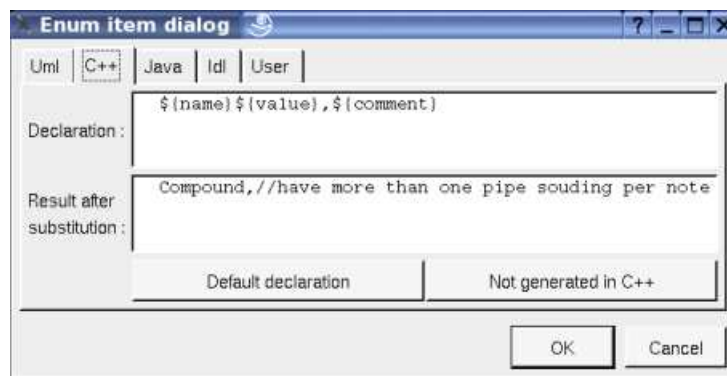 Enum item dialog
Uml C++ Java Idl User
Declaration :
${name}${value},${comment}
Result after
substitution :
Compound,//have more than one pipe souding per note
Default declaration Not generated in C++
OK Cancel